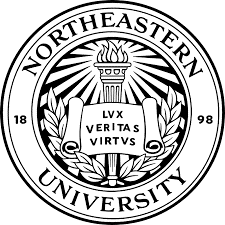 NORTHEASTERN
LVX
VERITAS
VIRTVS
18 98
UNIVERSITY